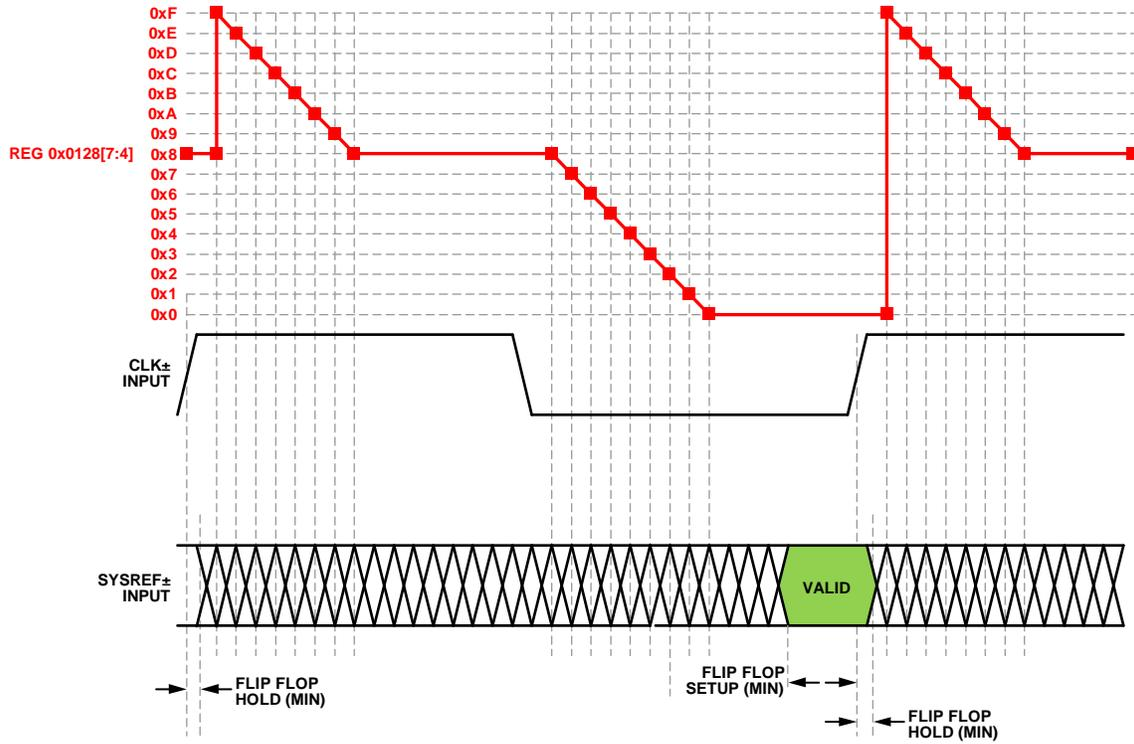 0xF
0xE
0xD
0xC
0xB
0xA
0x9
REG 0x0128[7:4] 0x8
0x7
0x6
0x5
0x4
0x3
0x2
0x1
0x0
CLK±
INPUT
SYSREF±
INPUT
VALID
FLIP FLOP
HOLD (MIN)
FLIP FLOP
SETUP (MIN)
FLIP FLOP
HOLD (MIN)